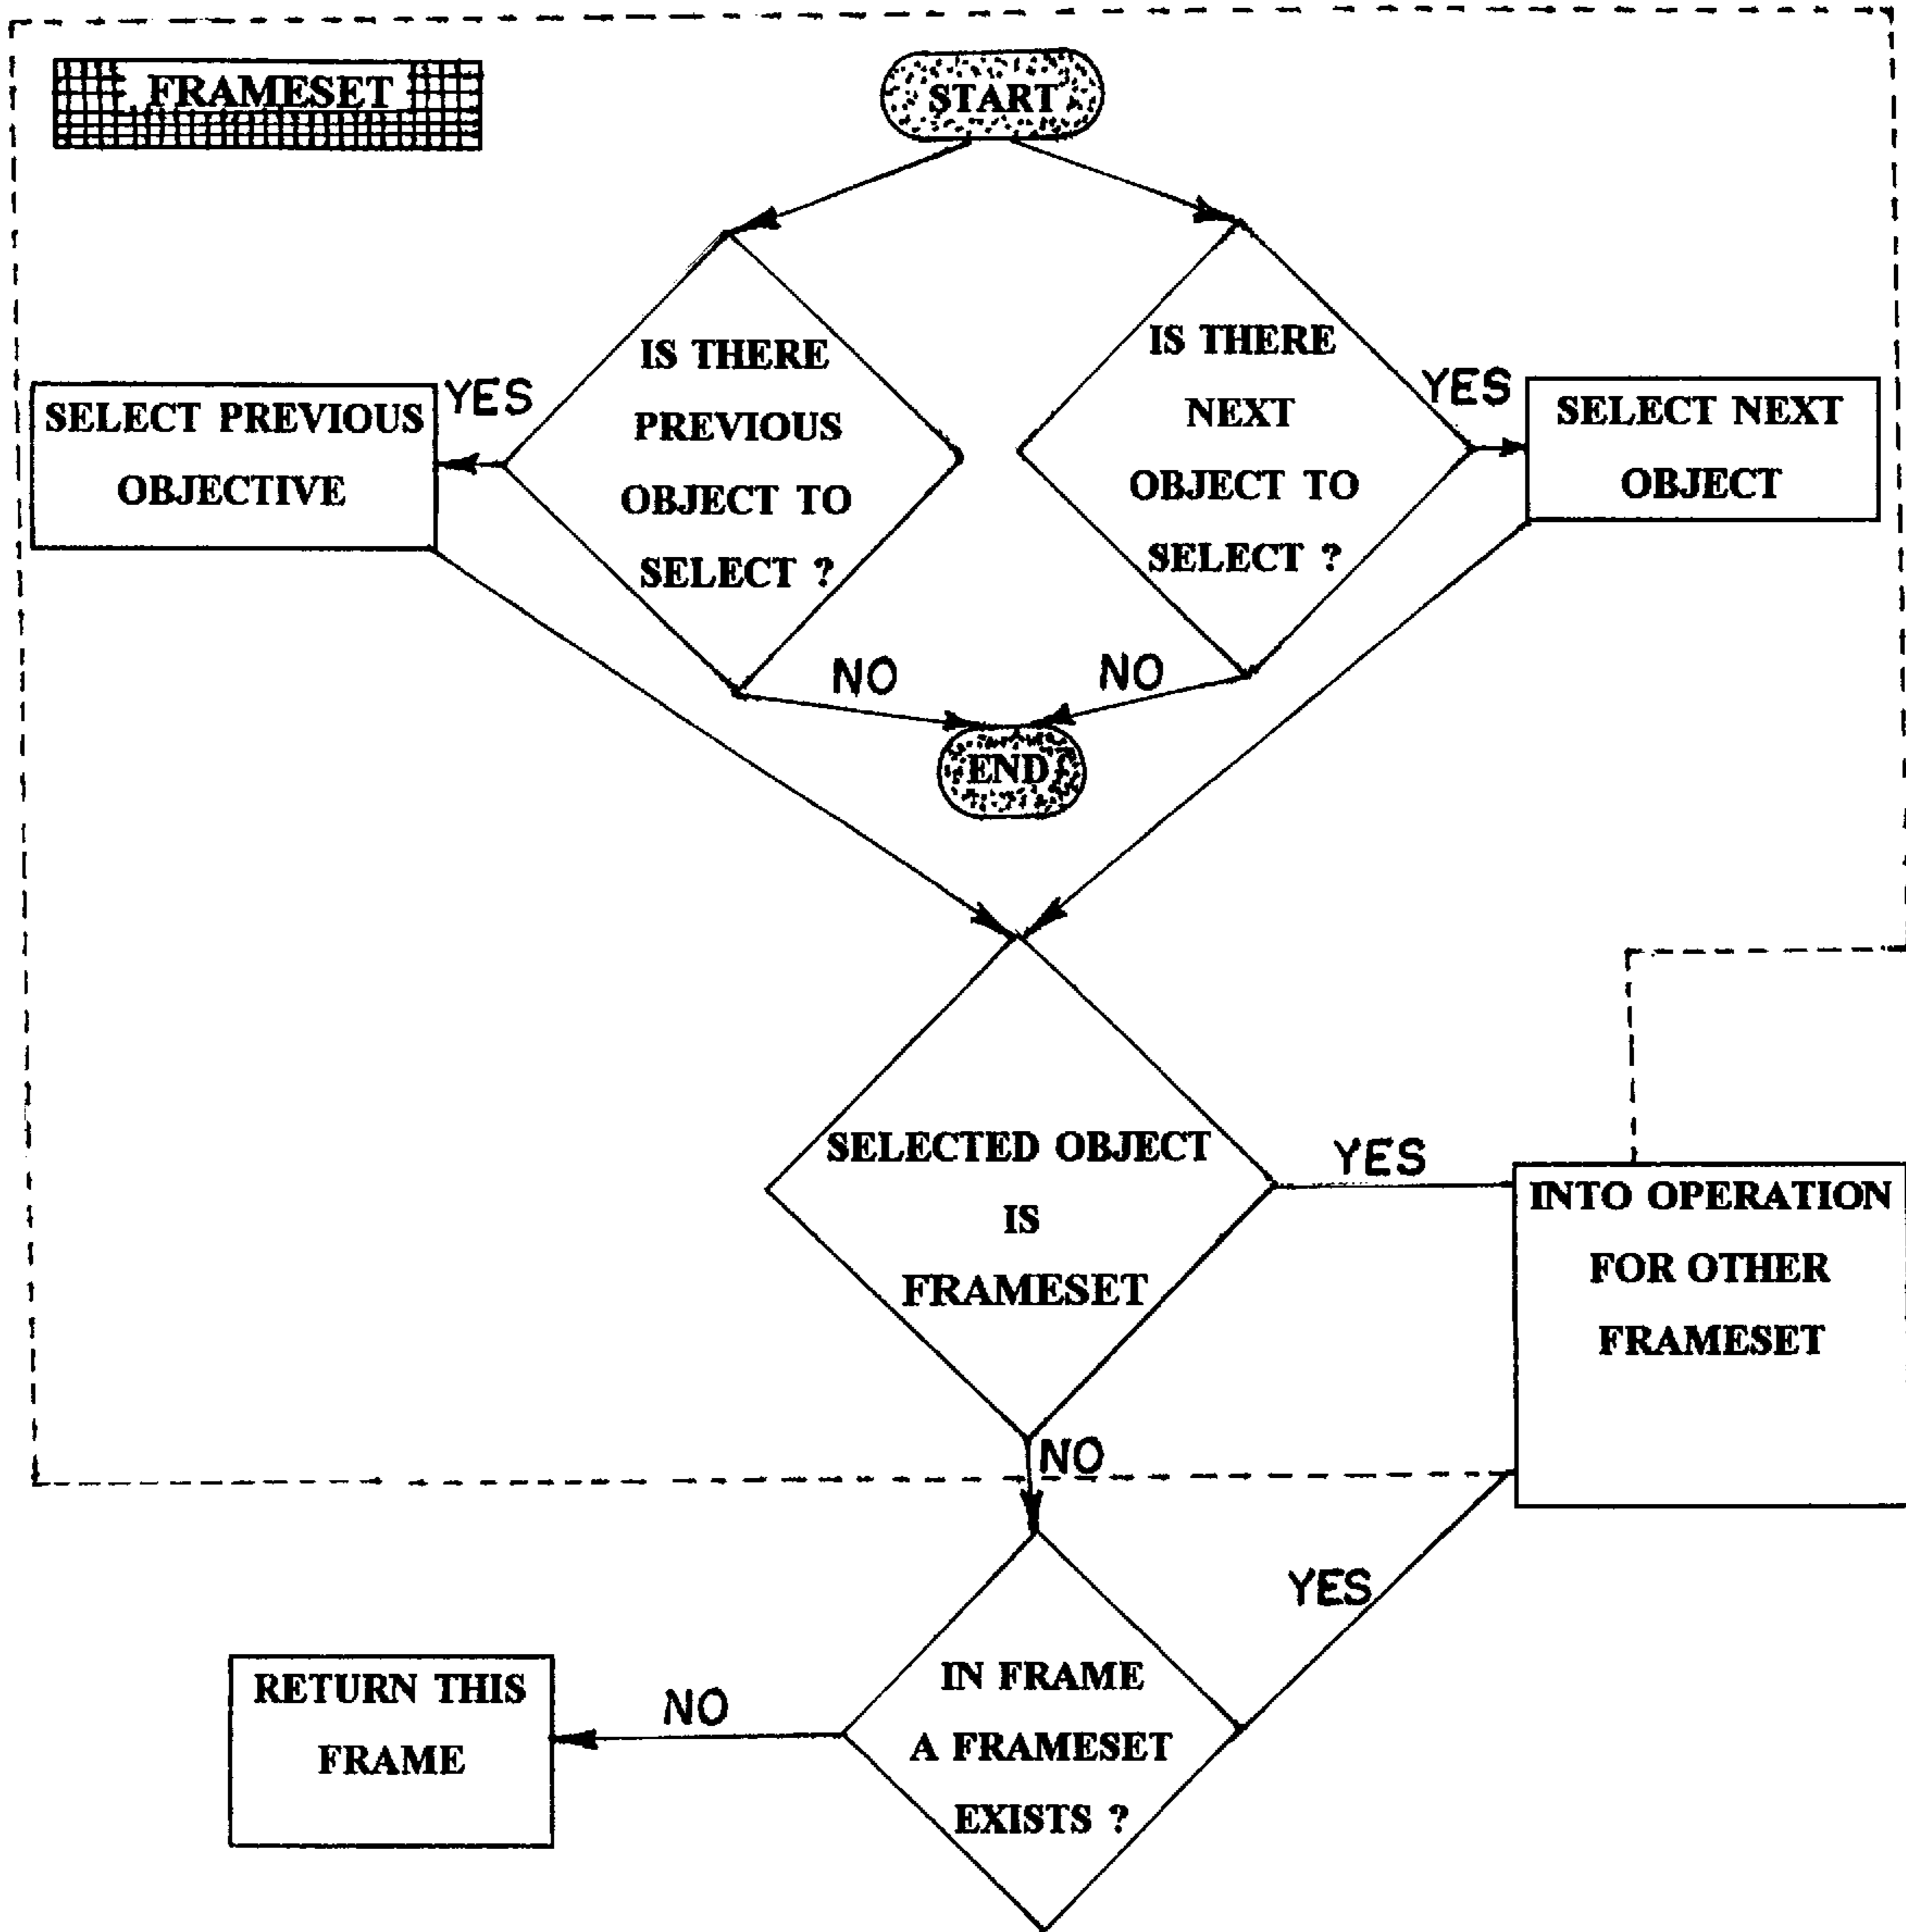 FRAMESET
START
IS THERE
PREVIOUS
OBJECT TO
SELECT ?
IS THERE
NEXT
OBJECT TO
SELECT ?
YES
SELECT PREVIOUS
OBJECTIVE
YES
SELECT NEXT
OBJECT
NO
NO
END
SELECTED OBJECT
IS
FRAMESET
YES
INTO OPERATION
FOR OTHER
FRAMESET
NO
YES
IN FRAME
A FRAMESET
EXISTS ?
NO
RETURN THIS
FRAME